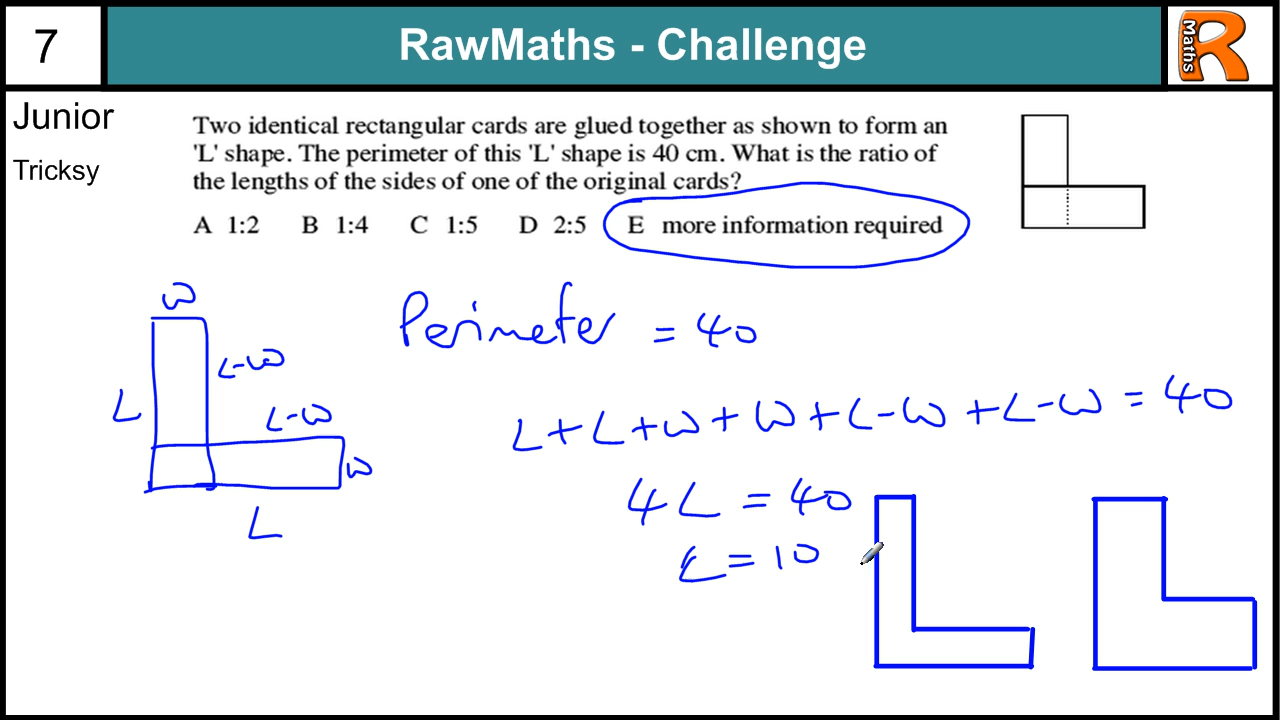 7
RawMaths - Challenge
Maths R
Junior
Tricksy
Two identical rectangular cards are glued together as shown to form an
'L' shape. The perimeter of this 'L' shape is 40 cm. What is the ratio of
the lengths of the sides of one of the original cards?
A 1:2 B 1:4 C 1:5 D 2:5 E more information required
W
L-W
L
L-W
W
L
Perimeter = 40
L+L+W+W+L-W+L-W = 40
4L = 40
L = 10